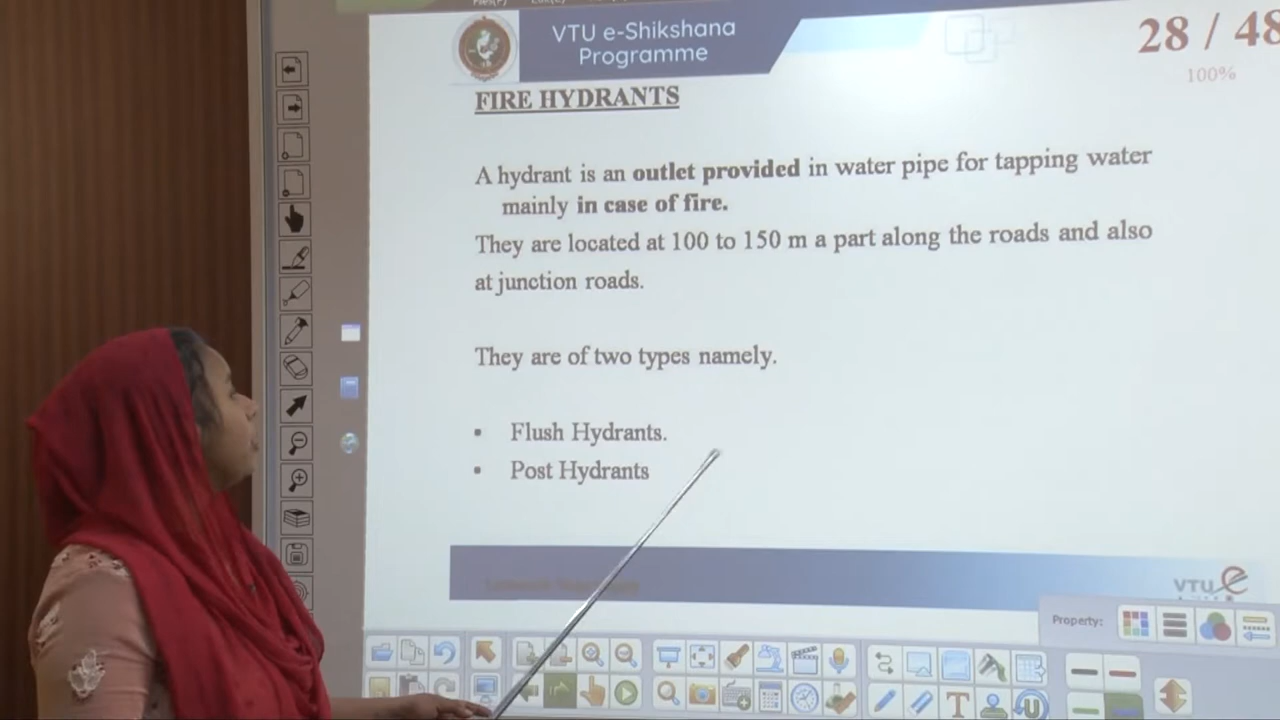 VTU e-Shikshana
Programme
28 / 48
100%
FIRE HYDRANTS
A hydrant is an outlet provided in water pipe for tapping water
mainly in case of fire.
They are located at 100 to 150 m a part along the roads and also
at junction roads.
They are of two types namely.
• Flush Hydrants.
• Post Hydrants
VTU e
Property: